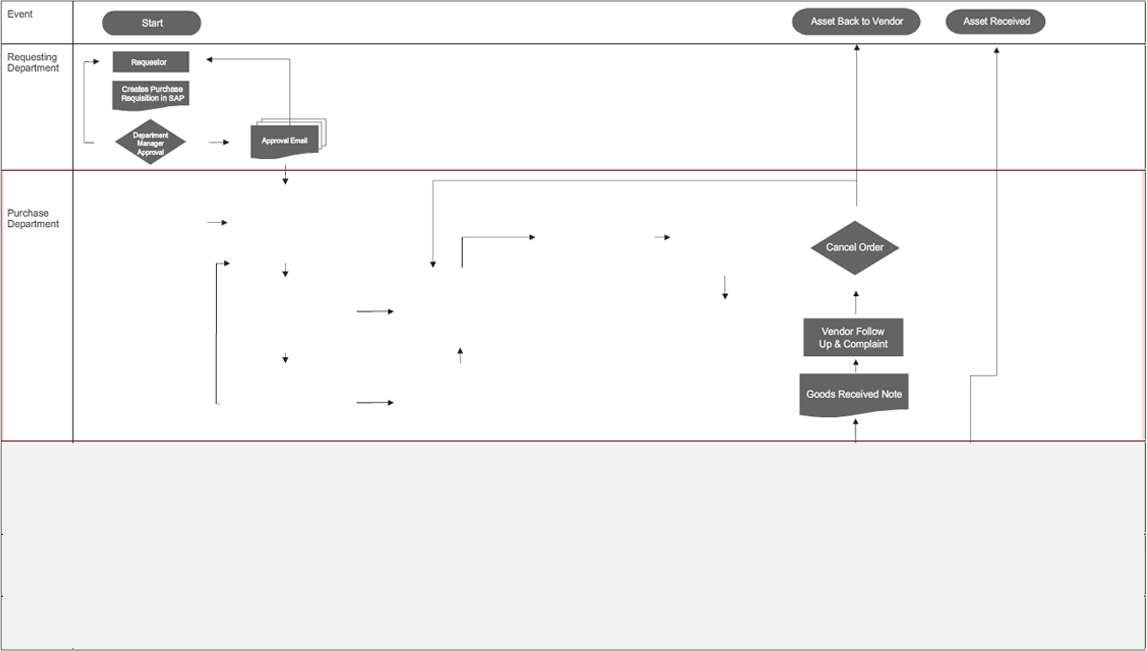 Event
Start
Asset Back to Vendor
Asset Received
Requesting
Department
Requestor
Creates Purchase
Requisition in SAP
Department
Manager
Approval
Approval Email
Purchase
Department
Cancel Order
Vendor Follow
Up & Complaint
Goods Received Note